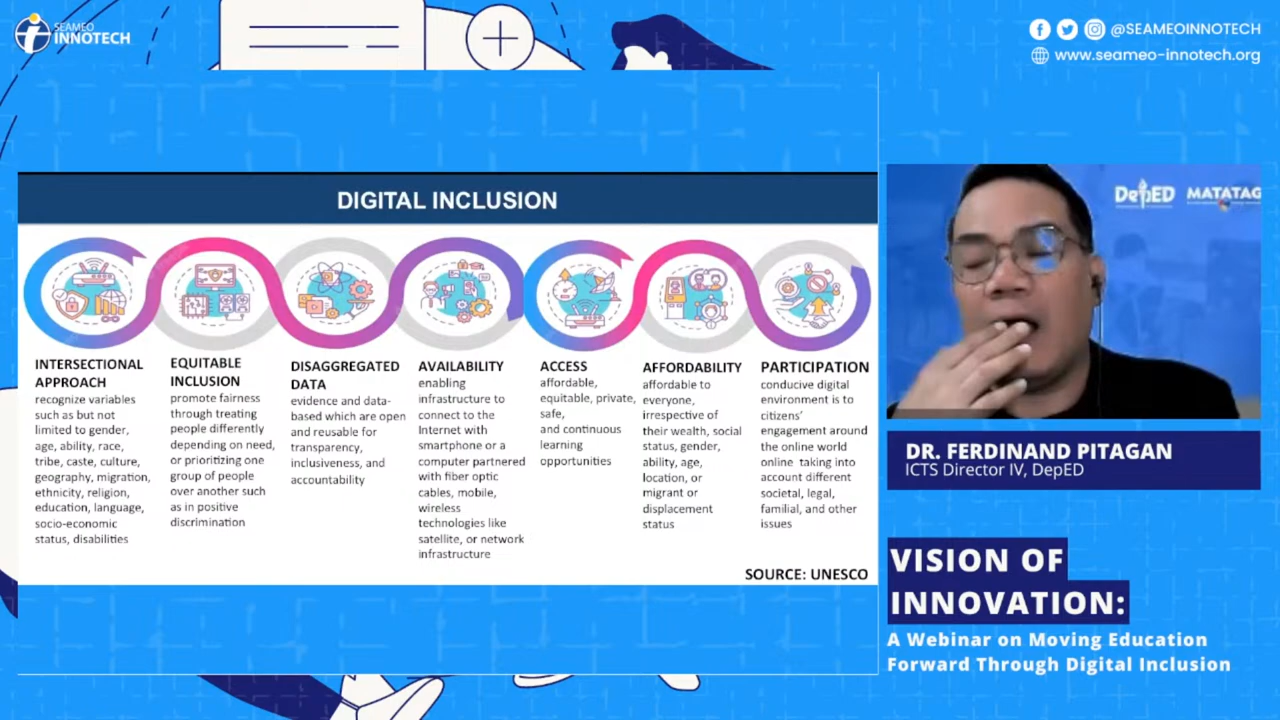 SEAMEO
INNOTECH
@SEAMEOINNOTECH
www.seameo-innotech.org
DIGITAL INCLUSION
INTERSECTIONAL
APPROACH
recognize variables
such as but not
limited to gender,
age, ability, race,
tribe, caste, culture,
geography, migration,
ethnicity, religion,
education, language,
socio-economic
status, disabilities
EQUITABLE
INCLUSION
promote fairness
through treating
people differently
depending on need,
or prioritizing one
group of people
over another such
as in positive
discrimination
DISAGGREGATED
DATA
evidence and data-
based which are open
and reusable for
transparency,
inclusiveness, and
accountability
AVAILABILITY
enabling
infrastructure to
connect to the
Internet with
smartphone or a
computer partnered
with fiber optic
cables, mobile,
wireless
technologies like
satellite, or network
infrastructure
ACCESS
affordable,
equitable, private,
safe,
and continuous
learning
opportunities
AFFORDABILITY
affordable to
everyone,
irrespective of
their wealth, social
status, gender,
ability, age,
location, or
migrant or
displacement
status
PARTICIPATION
conducive digital
environment is to
citizens'
engagement around
the online world
online taking into
account different
societal, legal,
familial, and other
issues
SOURCE: UNESCO
DepED MATATAG
DR. FERDINAND PITAGAN
ICTS Director IV, DepED
VISION OF
INNOVATION:
A Webinar on Moving Education
Forward Through Digital Inclusion